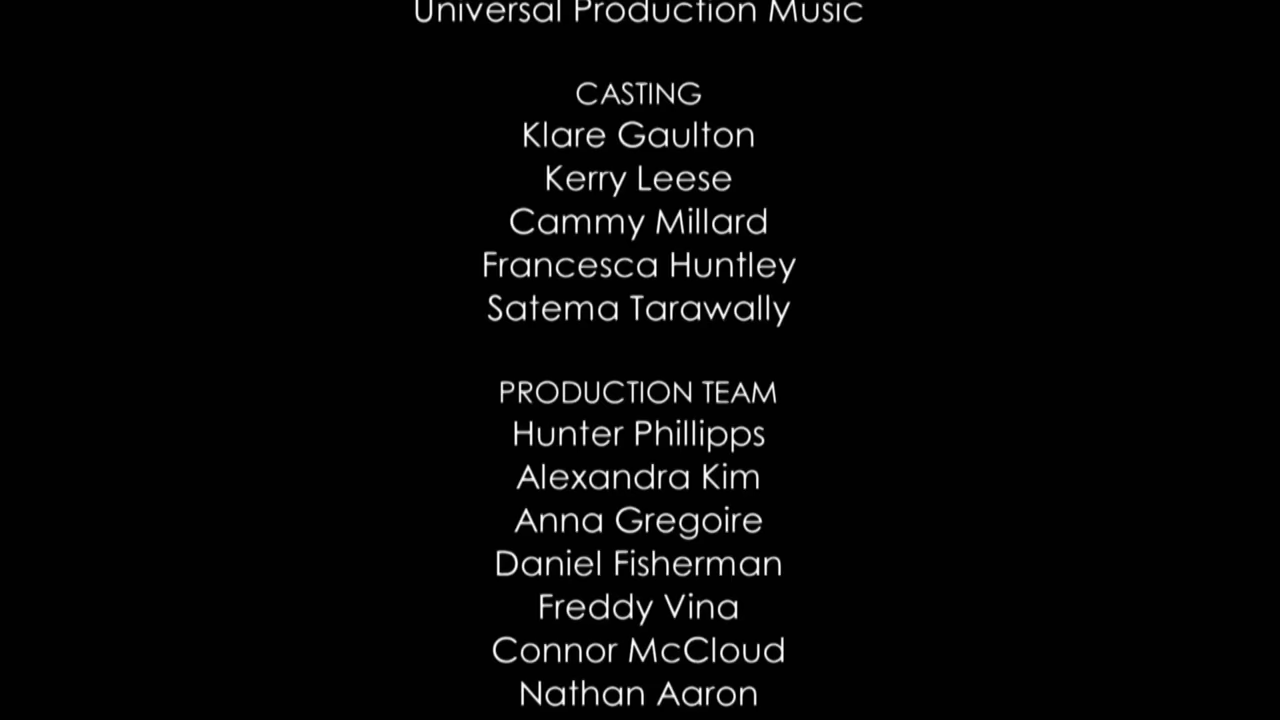 Universal Production Music
CASTING
Klare Gaulton
Kerry Leese
Cammy Millard
Francesca Huntley
Satema Tarawally
PRODUCTION TEAM
Hunter Phillipps
Alexandra Kim
Anna Gregoire
Daniel Fisherman
Freddy Vina
Connor McCloud
Nathan Aaron